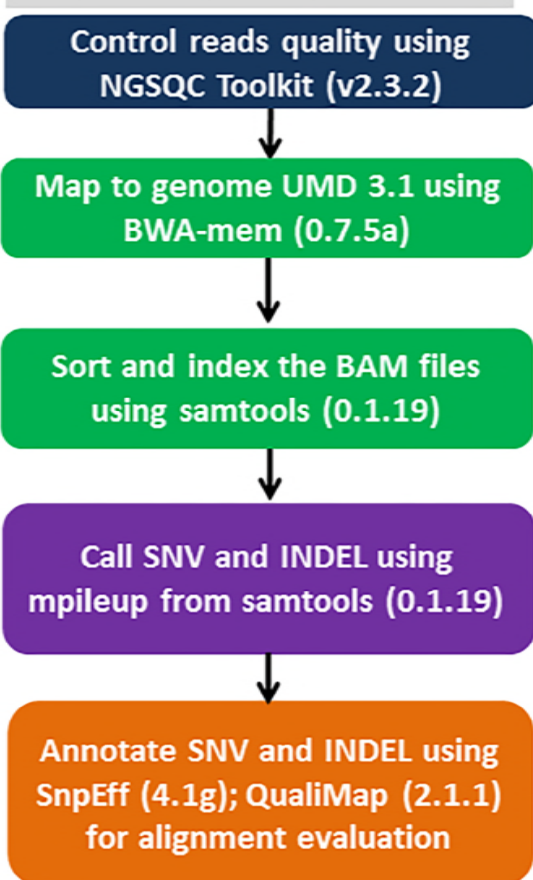 Control reads quality using
NGSQC Toolkit (v2.3.2)
Map to genome UMD 3.1 using
BWA-mem (0.7.5a)
Sort and index the BAM files
using samtools (0.1.19)
Call SNV and INDEL using
mpileup from samtools (0.1.19)
Annotate SNV and INDEL using
SnpEff (4.1g); QualiMap (2.1.1)
for alignment evaluation